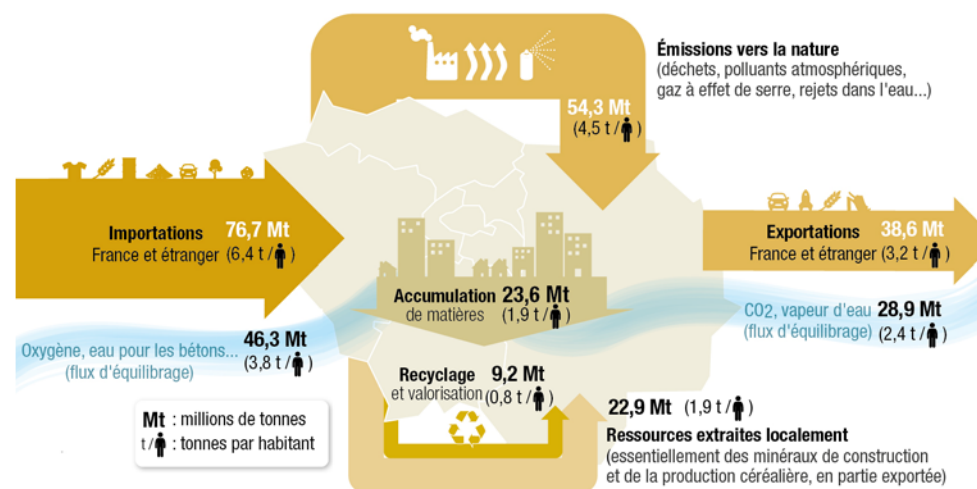 Émissions vers la nature
(déchets, polluants atmosphériques,
gaz à effet de serre, rejets dans l'eau...)
54,3 Mt
(4,5 t / )
Importations 76,7 Mt
France et étranger (6,4 t / )
Exportations 38,6 Mt
France et étranger (3,2 t / )
Accumulation 23,6 Mt
de matières (1,9 t / )
CO2, vapeur d'eau 28,9 Mt
(flux d'équilibrage) (2,4 t / )
46,3 Mt
Oxygène, eau pour les bétons... (3,8 t / )
(flux d'équilibrage)
Recyclage 9,2 Mt
et valorisation (0,8 t / )
22,9 Mt (1,9 t / )
Ressources extraites localement
(essentiellement des minéraux de construction
et de la production céréalière, en partie exportée)
Mt : millions de tonnes
t/ : tonnes par habitant